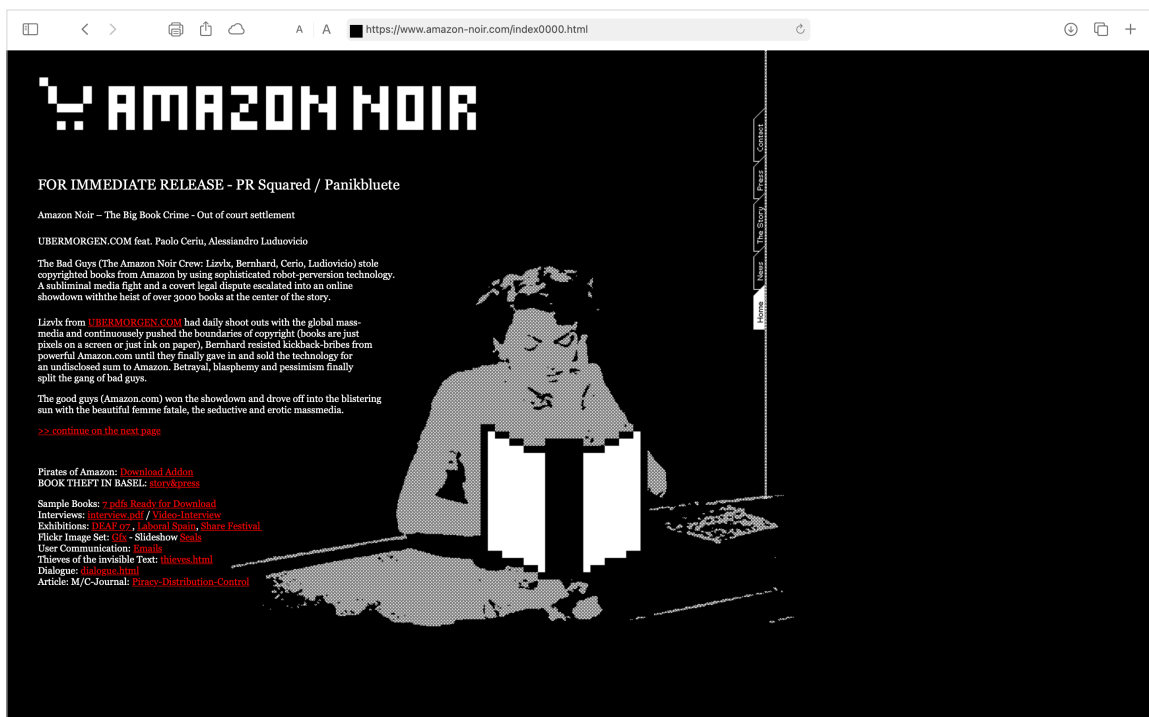 A A https://www.amazon-noir.com/index0000.html
AMAZON NOIR
FOR IMMEDIATE RELEASE - PR Squared / Panikbluete
Amazon Noir – The Big Book Crime - Out of court settlement
UBERMORGEN.COM feat. Paolo Ceriu, Alessandro Luduovicio
The Bad Guys (The Amazon Noir Crew: Lizvlx, Bernhard, Cerio, Ludiovicio) stole
copyrighted books from Amazon by using sophisticated robot-perversion technology.
A subliminal media fight and a covert legal dispute escalated into an online
showdown withthe heist of over 3000 books at the center of the story.
Lizvlx from UBERMORGEN.COM had daily shoot outs with the global mass-
media and continuousely pushed the boundaries of copyright (books are just
pixels on a screen or just ink on paper), Bernhard resisted kickback-bribes from
powerful Amazon.com until they finally gave in and sold the technology for
an undisclosed sum to Amazon. Betrayal, blasphemy and pessimism finally
split the gang of bad guys.
The good guys (Amazon.com) won the showdown and drove off into the blistering
sun with the beautiful femme fatale, the seductive and erotic massmedia.
>> continue on the next page
Pirates of Amazon: Download Addon
BOOK THEFT IN BASEL: story&press
Sample Books: 7 pdfs Ready for Download
Interviews: interview.pdf / Video-Interview
Exhibitions: DEAF 07 , Laboral Spain, Share Festival
Flickr Image Set: Gfx - Slideshow Seals
User Communication: Emails
Thieves of the invisible Text: thieves.html
Dialogue: dialogue.html
Article: M/C-Journal: Piracy-Distribution-Control
Contact
Press
The Story
News
Home